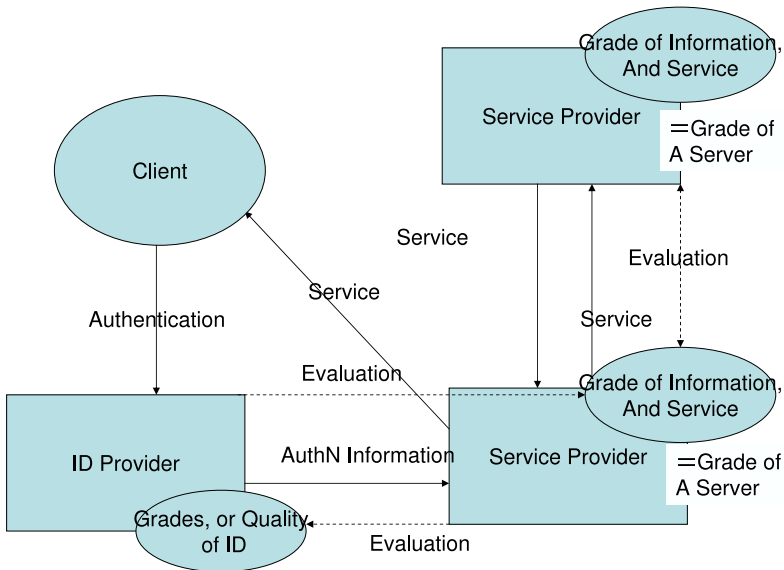 Grade of Information,
And Service
Service Provider
＝Grade of
A Server
Client
Service
Evaluation
Service
Service
Authentication
Evaluation
Grade of Information,
And Service
ID Provider
AuthN Information
Service Provider
＝Grade of
A Server
Grades, or Quality
of ID
Evaluation